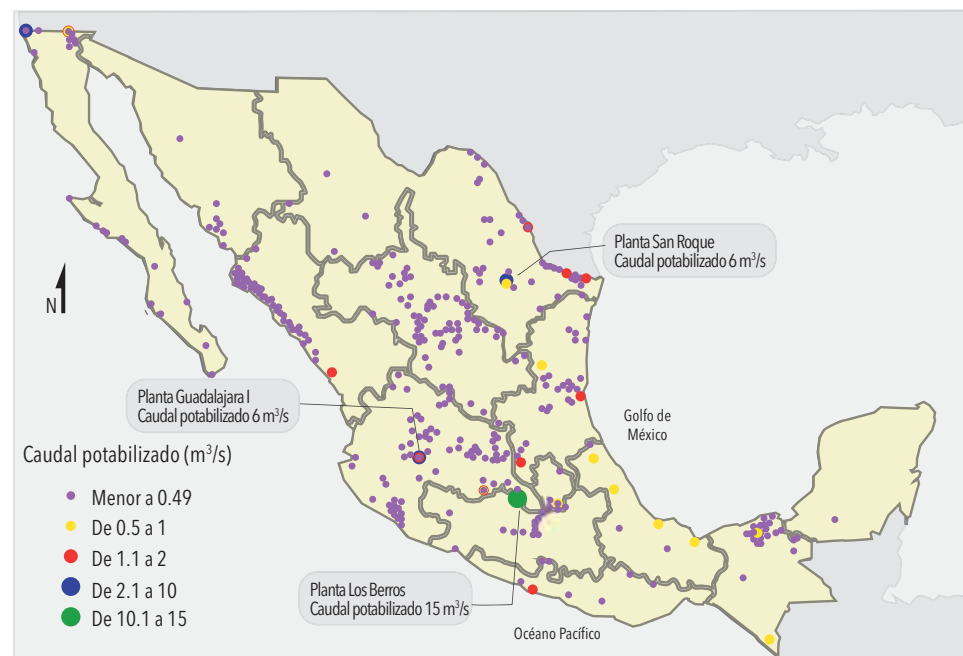 Planta San Roque
Caudal potabilizado 6 m³/s
N
Planta Guadalajara I
Caudal potabilizado 6 m³/s
Golfo de
México
Caudal potabilizado (m³/s)
Menor a 0.49
De 0.5 a 1
De 1.1 a 2
De 2.1 a 10
De 10.1 a 15
Planta Los Berros
Caudal potabilizado 15 m³/s
Océano Pacífico